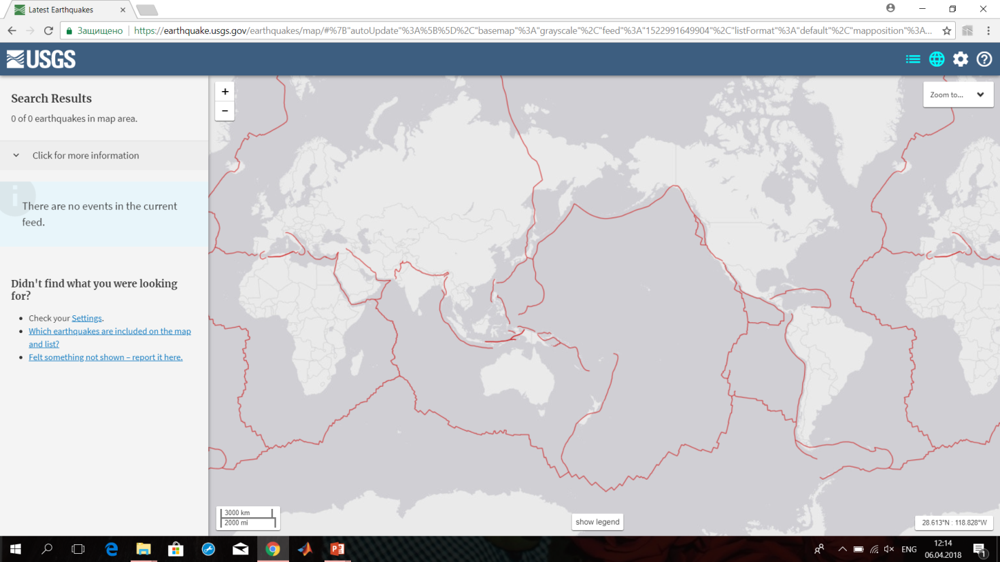 Latest Earthquakes
Защищено
https://earthquake.usgs.gov/earthquakes/map/#%7B"autoUpdate"%3A%5B%5D%2C"basemap"%3A"grayscale"%2C"feed"%3A"1522991649904"%2C"listFormat"%3A"default"%2C"mapposition"%3A...
USGS
Search Results
0 of 0 earthquakes in map area.
Click for more information
There are no events in the current
feed.
Didn't find what you were looking
for?
Check your Settings.
Which earthquakes are included on the map
and list?
Felt something not shown – report it here.
+
−
Zoom to...
3000 km
2000 mi
show legend
28.613°N : 118.828°W
ENG
12:14
06.04.2018
1